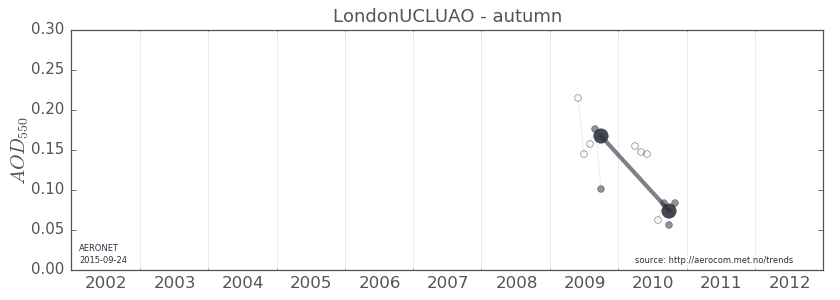 LondonUCLUAO - autumn
0.30
0.25
0.20
0.15
0.10
0.05
0.00
AOD550
AERONET
2015-09-24
source: http://aerocom.met.no/trends
2002 2003 2004 2005 2006 2007 2008 2009 2010 2011 2012